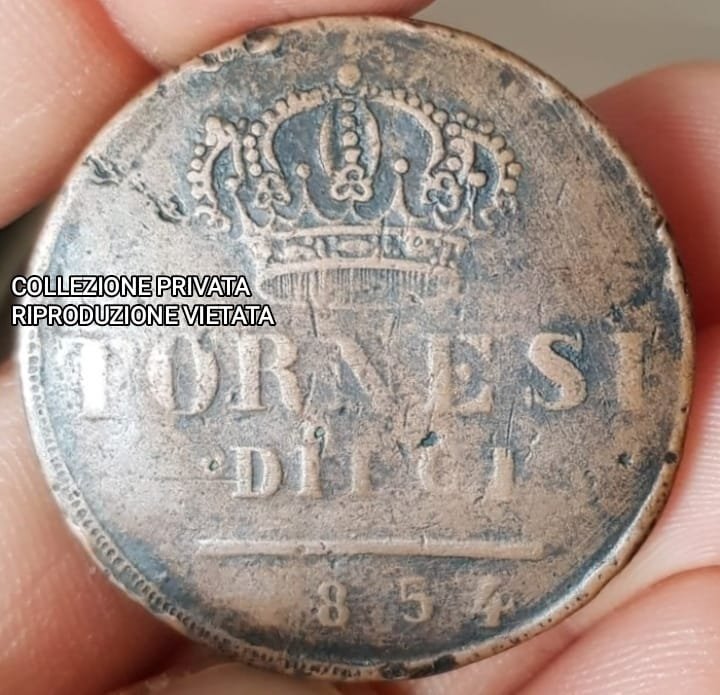 COLLEZIONE PRIVATA
RIPRODUZIONE VIETATA
TORNESI
DIECI
854